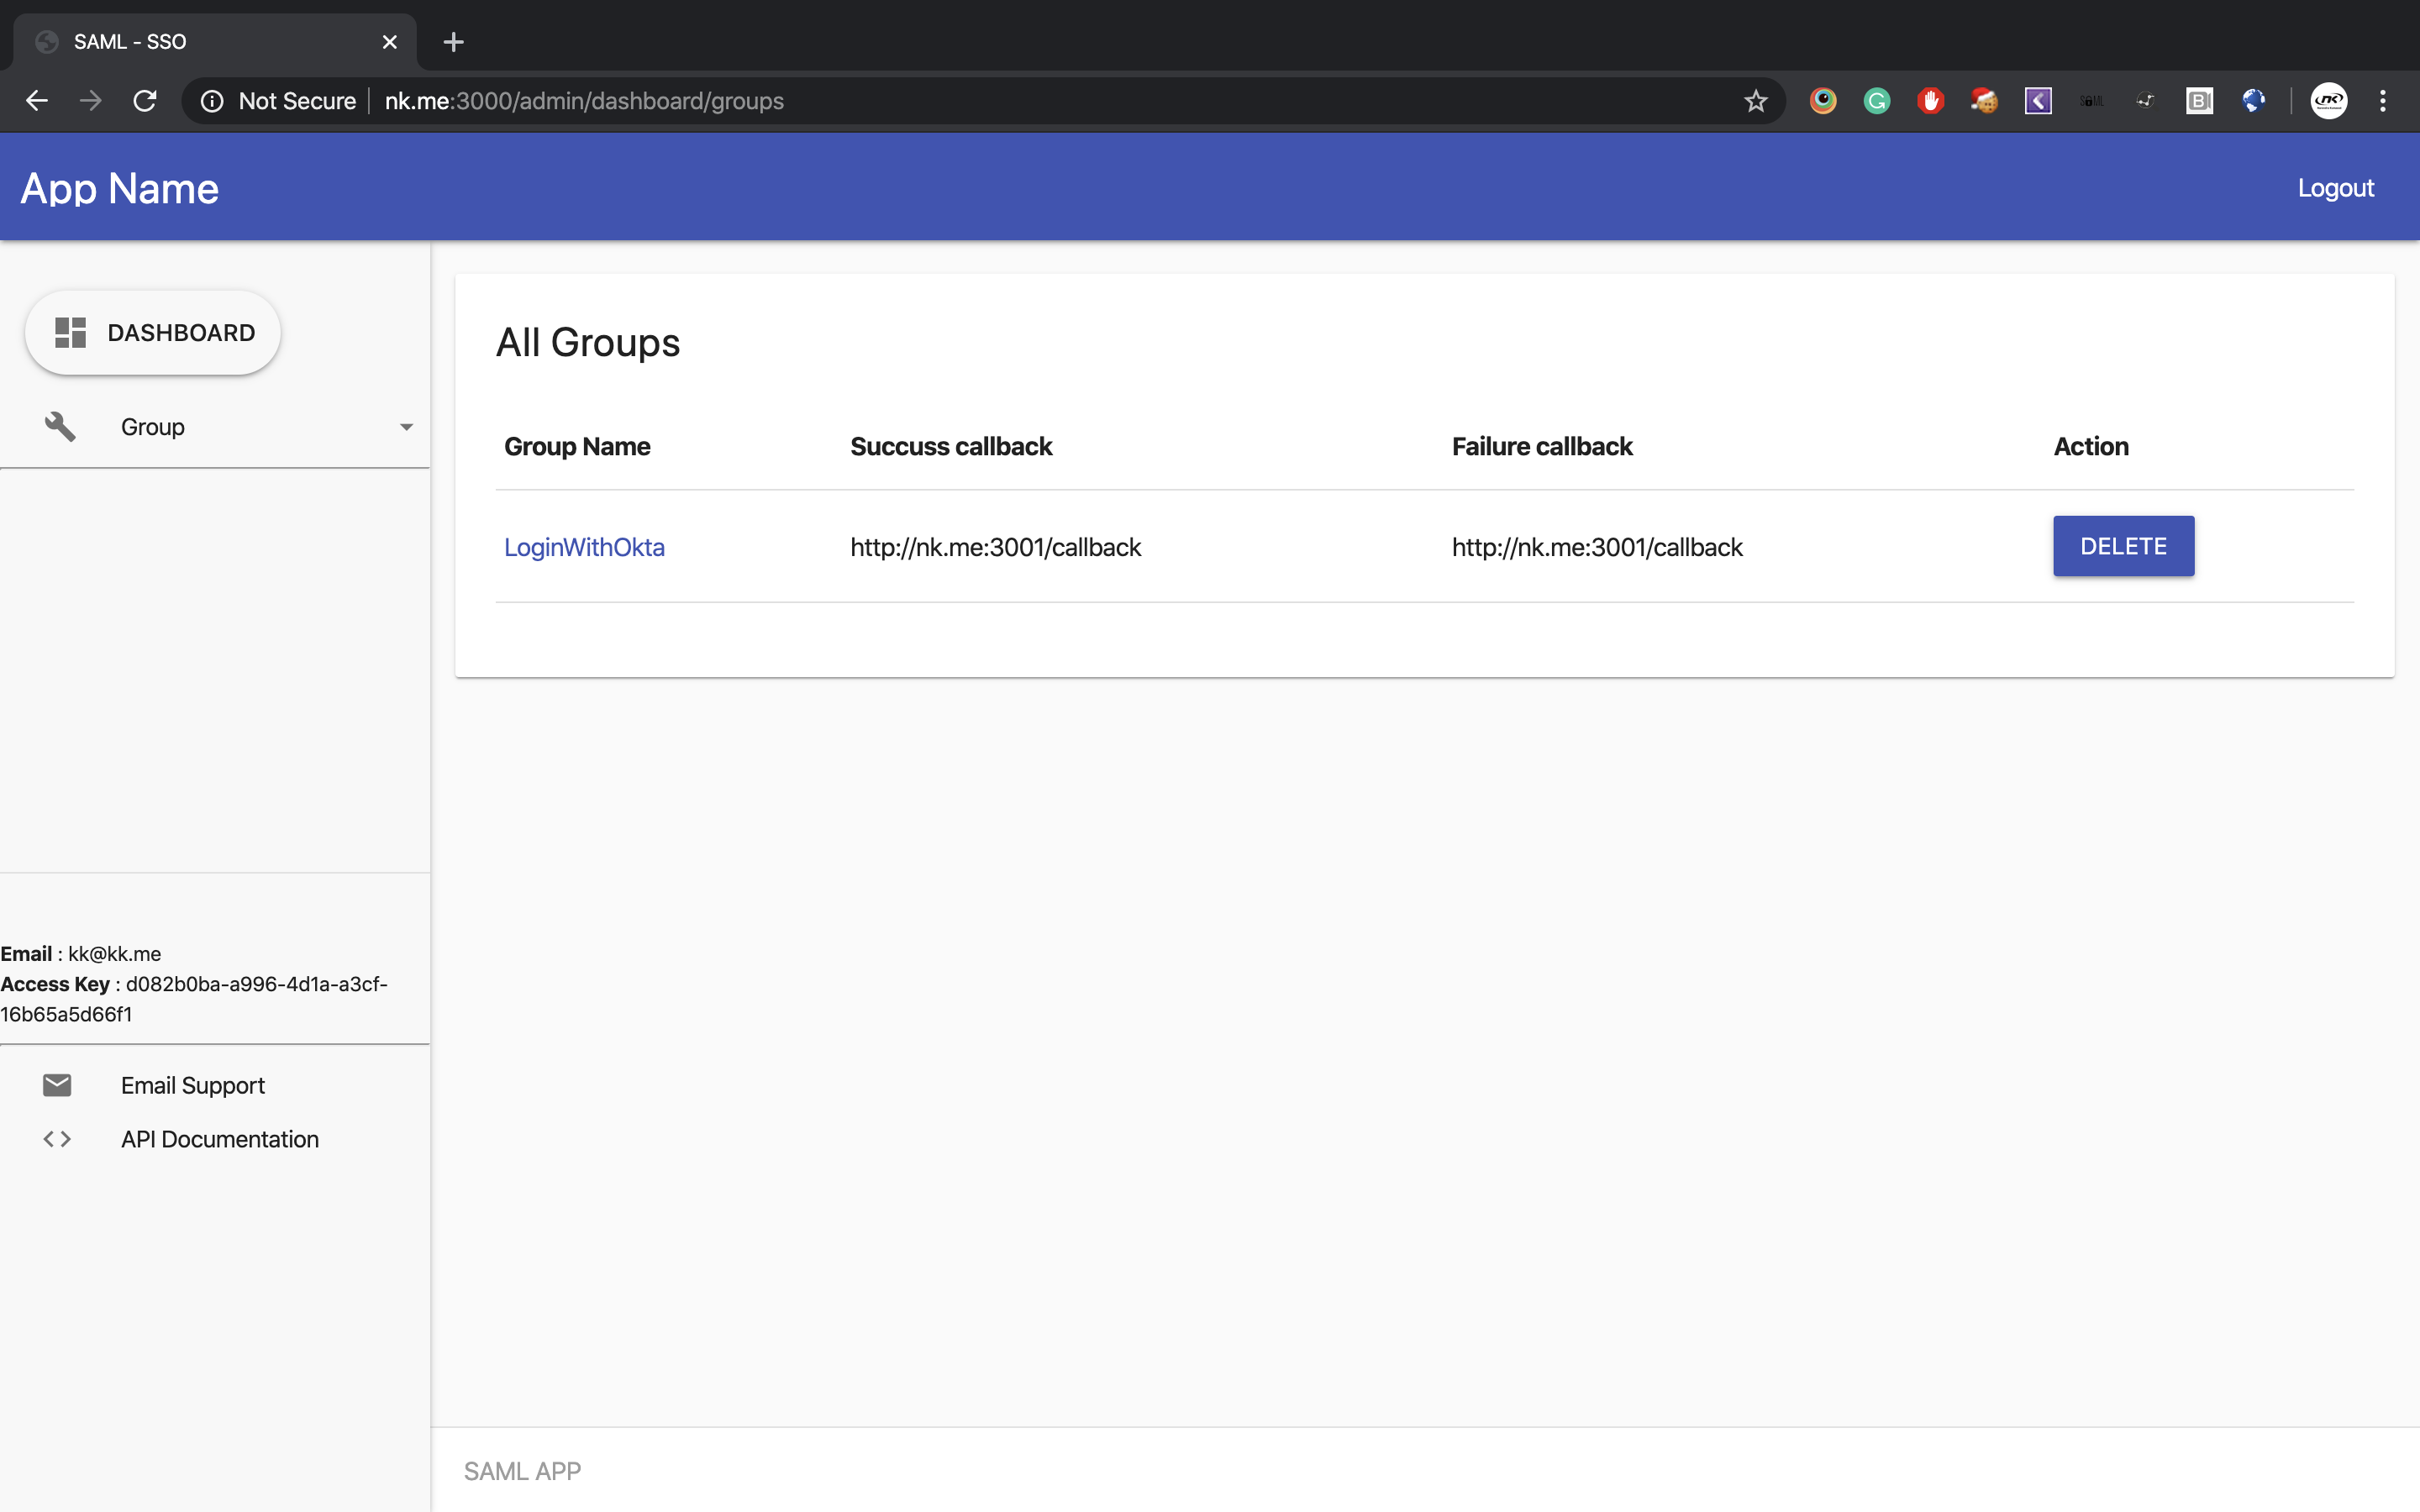 SAML - SSO
Not Secure
nk.me:3000/admin/dashboard/groups
App Name
Logout
DASHBOARD
Group
All Groups
Group Name Succuss callback Failure callback Action
LoginWithOkta http://nk.me:3001/callback http://nk.me:3001/callback DELETE
Email : kk@kk.me
Access Key : d082b0ba-a996-4d1a-a3cf-
16b65a5d66f1
Email Support
API Documentation
SAML APP